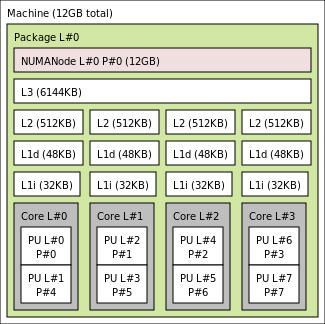 Machine (12GB total)
Package L#0
NUMANode L#0 P#0 (12GB)
L3 (6144KB)
L2 (512KB) L2 (512KB) L2 (512KB) L2 (512KB)
L1d (48KB) L1d (48KB) L1d (48KB) L1d (48KB)
L1i (32KB) L1i (32KB) L1i (32KB) L1i (32KB)
Core L#0 Core L#1 Core L#2 Core L#3
PU L#0 PU L#2 PU L#4 PU L#6
P#0 P#1 P#2 P#3
PU L#1 PU L#3 PU L#5 PU L#7
P#4 P#5 P#6 P#7